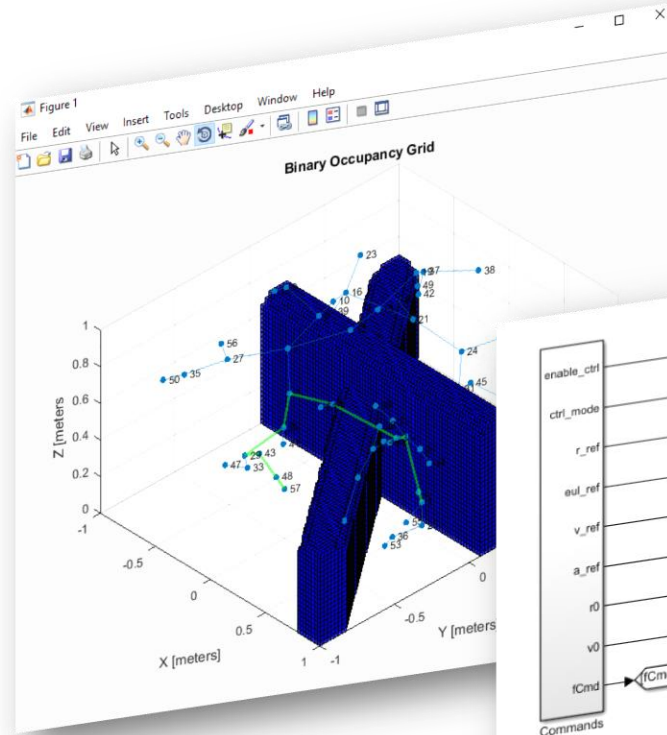 Figure 1
File Edit View Insert Tools Desktop Window Help
Binary Occupancy Grid
23
37
38
49
42
16
10
39
21
56
27
24
50 35
45
1
0.8
0.6
0.4
0.2
0
Z [meters
43
47
33
48
57
36
53
-1
-0.5
0
0.5
1
X [meters]
-1
-0.5
0
Y [meters
enable_ctrl
ctrl_mode
r_ref
eul_ref
v_ref
a_ref
r0
v0
fCmd
Commands